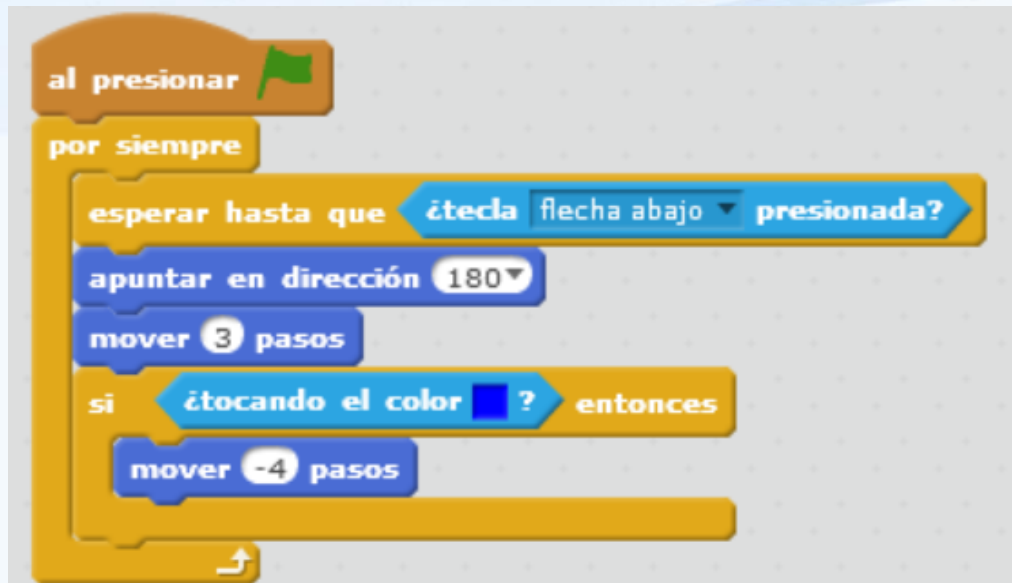 al presionar
por siempre
esperar hasta que ¿tecla flecha abajo presionada?
apuntar en dirección 180
mover 3 pasos
si ¿tocando el color ? entonces
mover -4 pasos